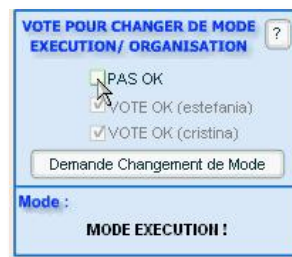 VOTE POUR CHANGER DE MODE
EXECUTION/ ORGANISATION
?
PAS OK
VOTE OK (estefania)
VOTE OK (cristina)
Demande Changement de Mode
Mode :
MODE EXECUTION !